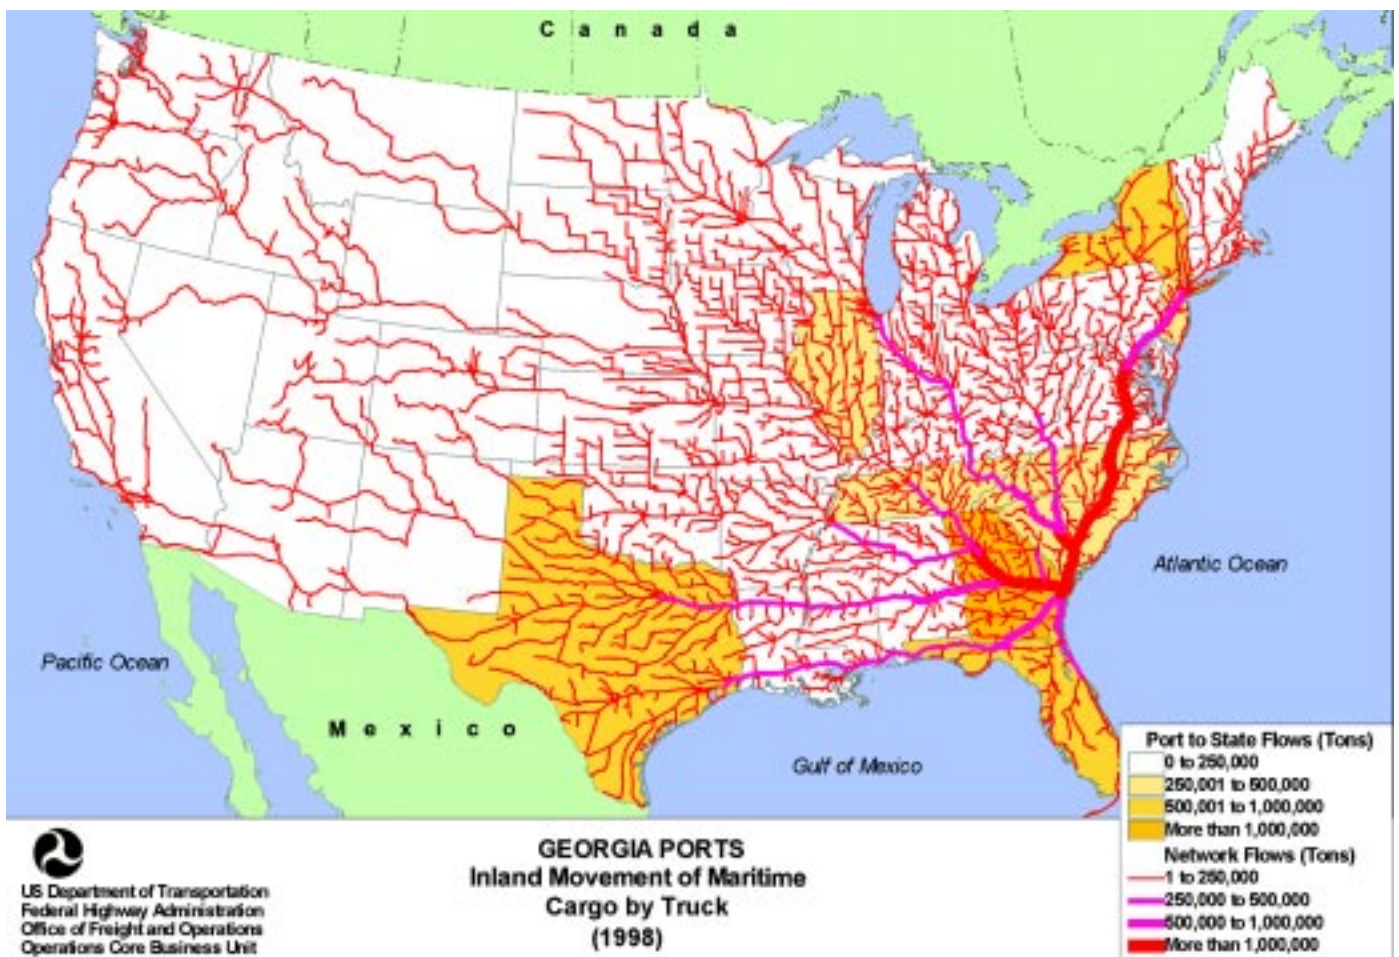 C a n a d a
Atlantic Ocean
Pacific Ocean
M e x i c o
Gulf of Mexico
Port to State Flows (Tons)
0 to 250,000
250,001 to 500,000
500,001 to 1,000,000
More than 1,000,000
Network Flows (Tons)
1 to 250,000
250,000 to 500,000
500,000 to 1,000,000
More than 1,000,000
GEORGIA PORTS
Inland Movement of Maritime
Cargo by Truck
(1998)
US Department of Transportation
Federal Highway Administration
Office of Freight and Operations
Operations Core Business Unit